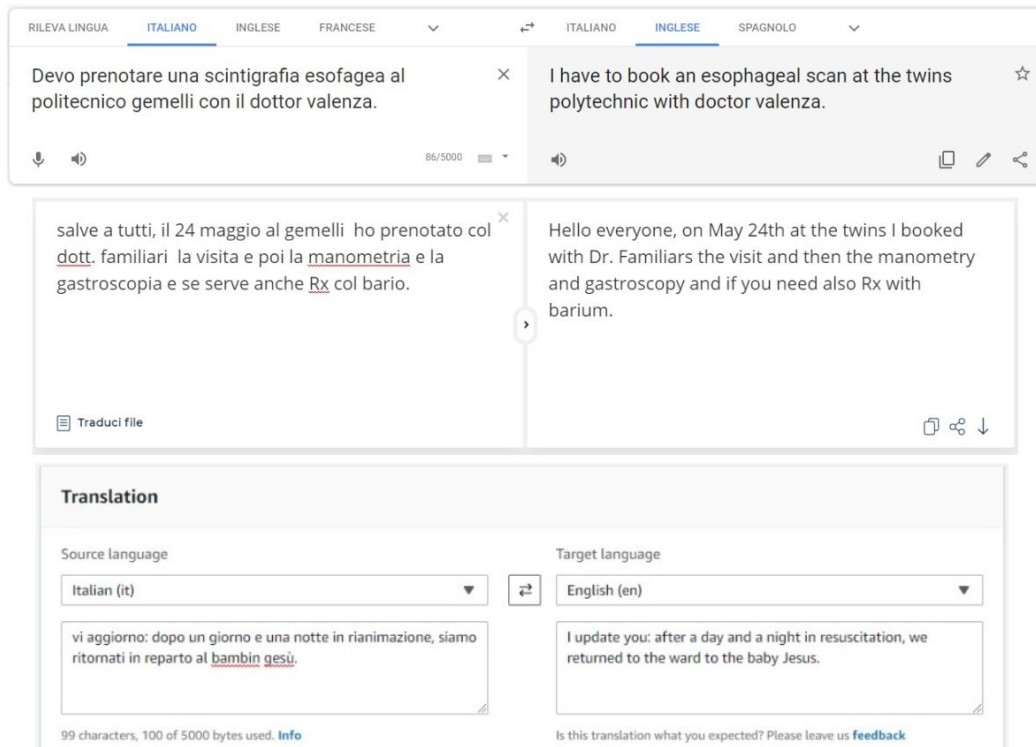 RILEVA LINGUA ITALIANO INGLESE FRANCESE ITALIANO INGLESE SPAGNOLO
Devo prenotare una scintigrafia esofagea al
politecnico gemelli con il dottor valenza.
86/5000
I have to book an esophageal scan at the twins
polytechnic with doctor valenza.
salve a tutti, il 24 maggio al gemelli ho prenotato col
dott. familiari la visita e poi la manometria e la
gastroscopia e se serve anche Rx col bario.
Traduci file
Hello everyone, on May 24th at the twins I booked
with Dr. Familiars the visit and then the manometry
and gastroscopy and if you need also Rx with
barium.
Translation
Source language
Italian (it)
vi aggiorno: dopo un giorno e una notte in rianimazione, siamo
ritornati in reparto al bambin gesù.
99 characters, 100 of 5000 bytes used. Info
Target language
English (en)
I update you: after a day and a night in resuscitation, we
returned to the ward to the baby Jesus.
Is this translation what you expected? Please leave us feedback